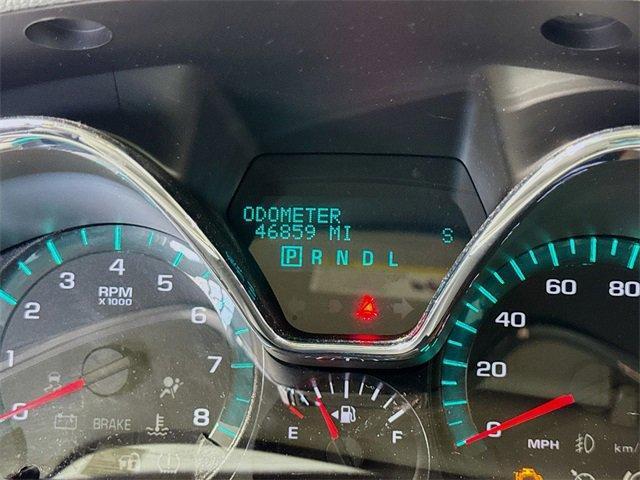 ODOMETER
46859 MI S
P R N D L
1 2 3 4 5 6 7 8
RPM
X1000
BRAKE
E F
0 20 40 60 80
MPH
km/